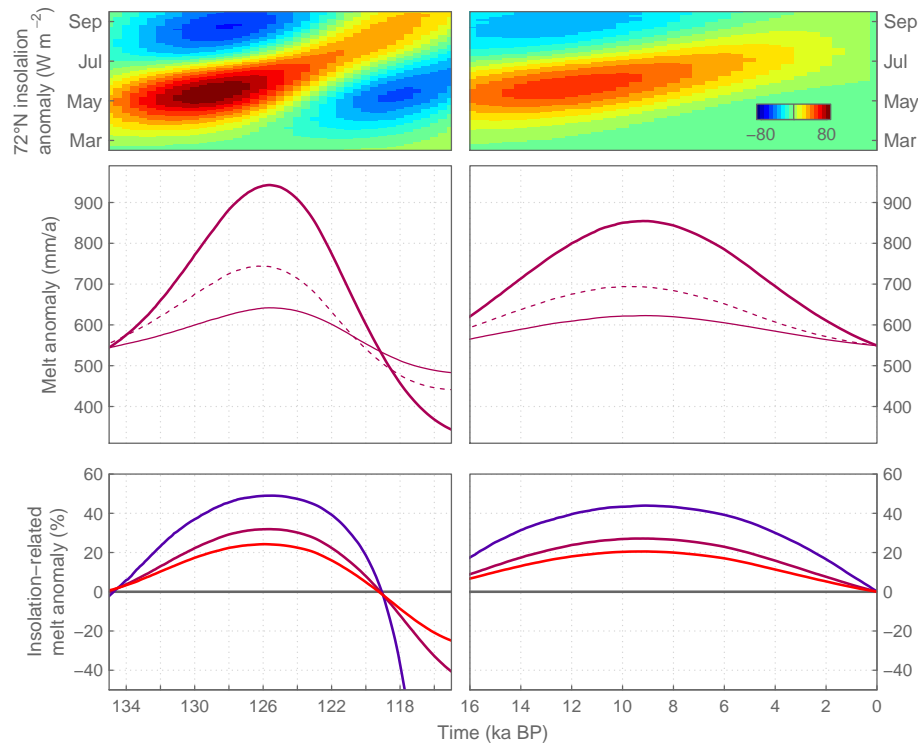 72°N insolalion
anomaly (W m−2)
Sep
Jul
May
Mar
Sep
Jul
May
Mar
−80
80
Melt anomaly (mm/a)
900
800
700
600
500
400
900
800
700
600
500
400
Insolation−related
melt anomaly (%)
60
40
20
0
−20
−40
60
40
20
0
−20
−40
134 130 126 122 118 16 14 12 10 8 6 4 2 0
Time (ka BP)